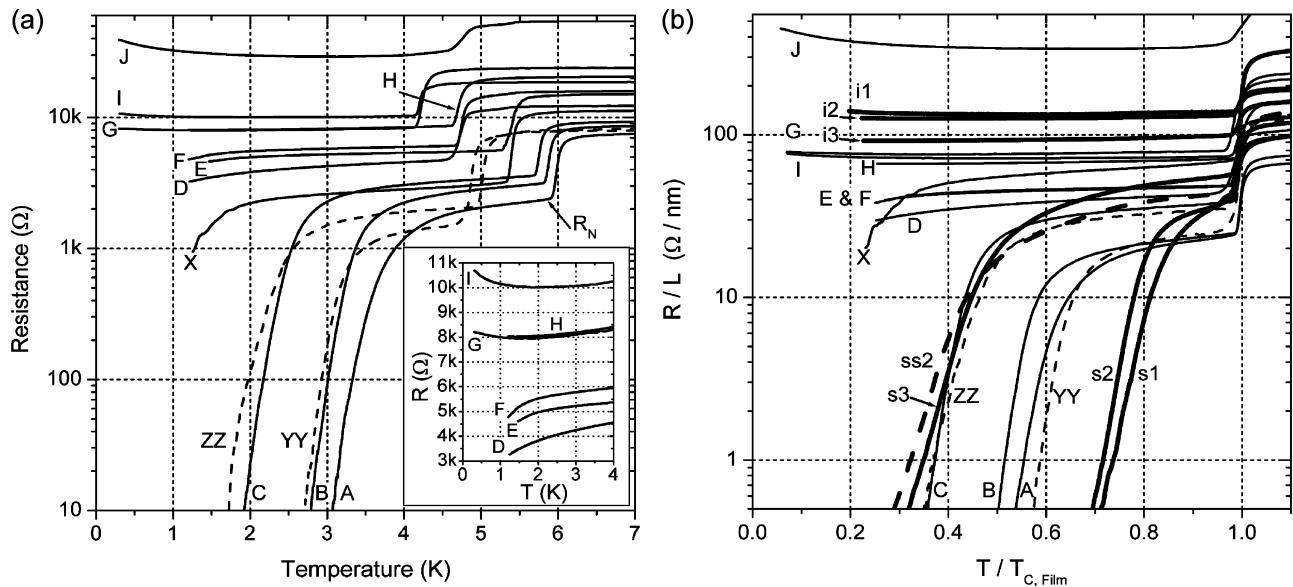 (a)
J
I
G
H
F
E
D
X
R_N
ZZ
C
YY
B
A
10k
1k
100
10
Resistance (Ω)
0 1 2 3 4 5 6 7
Temperature (K)
11k
10k
9k
8k
7k
6k
5k
4k
3k
I
H
G
F
E
D
R (Ω)
0 1 2 3 4
T (K)
(b)
J
i1
i2
G
i3
I
H
E & F
D
X
ss2
s3
ZZ
YY
s2
s1
C
B
A
100
10
1
R / L (Ω / nm)
0.0 0.2 0.4 0.6 0.8 1.0
T / T_C, Film